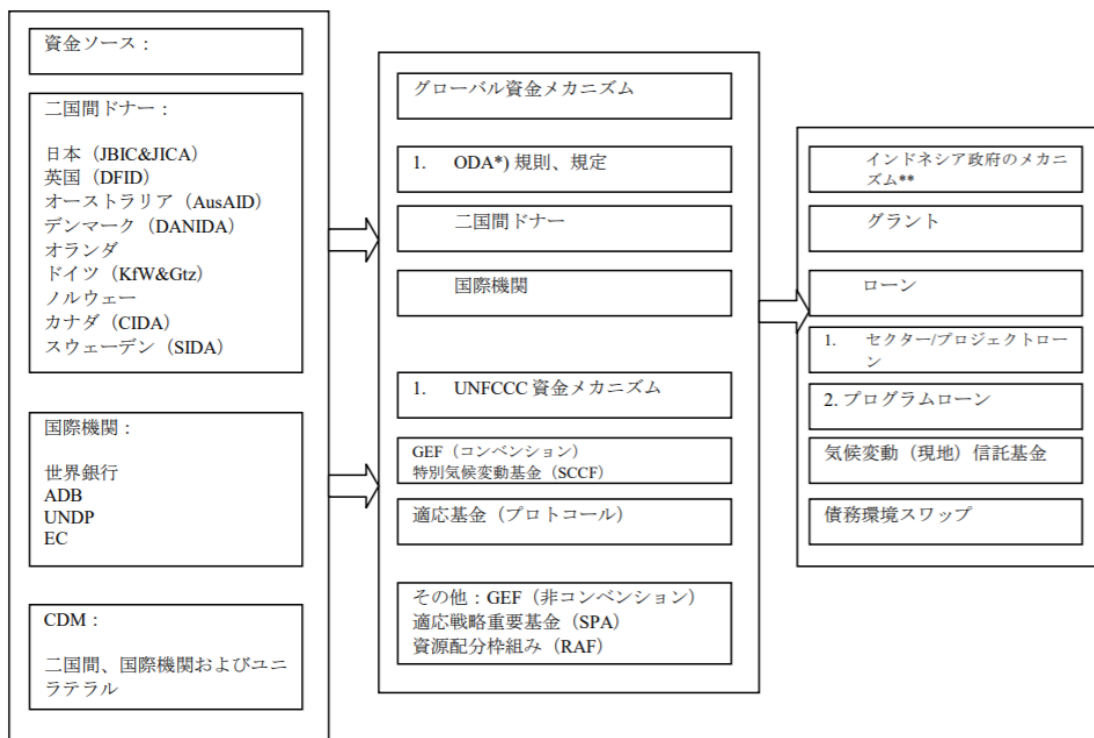 資金ソース：
二国間ドナー：
日本（JBIC&JICA）
英国（DFID）
オーストラリア（AusAID）
デンマーク（DANIDA）
オランダ
ドイツ（KfW&Gtz）
ノルウェー
カナダ（CIDA）
スウェーデン（SIDA）
国際機関：
世界銀行
ADB
UNDP
EC
CDM：
二国間、国際機関およびユニ
ラテラル
グローバル資金メカニズム
1. ODA*) 規則、規定
二国間ドナー
国際機関
1. UNFCCC 資金メカニズム
GEF（コンベンション）
特別気候変動基金（SCCF）
適応基金（プロトコール）
その他：GEF（非コンベンション）
適応戦略重要基金（SPA）
資源配分枠組み（RAF）
インドネシア政府のメカニ
ズム**
グラント
ローン
1. セクター/プロジェクトロー
ン
2. プログラムローン
気候変動（現地）信託基金
債務環境スワップ